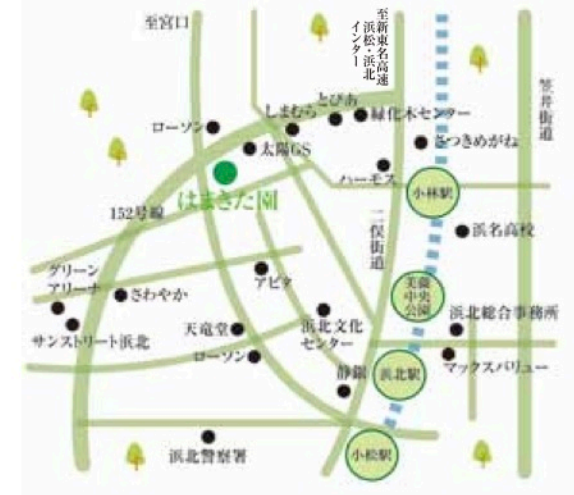 至宮口
至新東名高速
浜松・浜北
インター
笠井街道
ローソン
しまむら
とぴあ
緑化木センター
太陽GS
さつきめがね
ハーモス
小林駅
はまきた園
152号線
二俣街道
浜名高校
グリーン
アリーナ
さわやか
アピタ
美薗
中央
公園
サンストリート浜北
天竜堂
浜北文化
センター
浜北総合事務所
ローソン
静銀
浜北駅
マックスバリュー
浜北警察署
小松駅